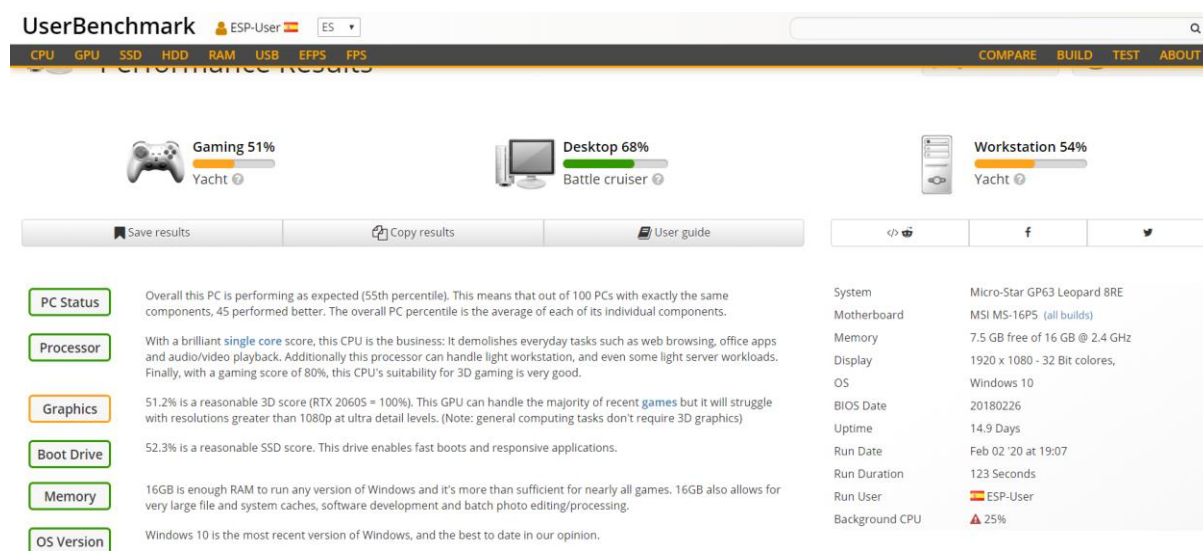 UserBenchmark ESP-User ES
CPU GPU SSD HDD RAM USB EFPS FPS COMPARE BUILD TEST ABOUT
Performance Results
Gaming 51%
Yacht
Desktop 68%
Battle cruiser
Workstation 54%
Yacht
Save results Copy results User guide
PC Status
Overall this PC is performing as expected (55th percentile). This means that out of 100 PCs with exactly the same
components, 45 performed better. The overall PC percentile is the average of each of its individual components.
Processor
With a brilliant single core score, this CPU is the business: It demolishes everyday tasks such as web browsing, office apps
and audio/video playback. Additionally this processor can handle light workstation, and even some light server workloads.
Finally, with a gaming score of 80%, this CPU's suitability for 3D gaming is very good.
Graphics
51.2% is a reasonable 3D score (RTX 2060S = 100%). This GPU can handle the majority of recent games but it will struggle
with resolutions greater than 1080p at ultra detail levels. (Note: general computing tasks don't require 3D graphics)
Boot Drive
52.3% is a reasonable SSD score. This drive enables fast boots and responsive applications.
Memory
16GB is enough RAM to run any version of Windows and it's more than sufficient for nearly all games. 16GB also allows for
very large file and system caches, software development and batch photo editing/processing.
OS Version
Windows 10 is the most recent version of Windows, and the best to date in our opinion.
System Micro-Star GP63 Leopard 8RE
Motherboard MSI MS-16P5 (all builds)
Memory 7.5 GB free of 16 GB @ 2.4 GHz
Display 1920 x 1080 - 32 Bit colores,
OS Windows 10
BIOS Date 20180226
Uptime 14.9 Days
Run Date Feb 02 '20 at 19:07
Run Duration 123 Seconds
Run User ESP-User
Background CPU 25%